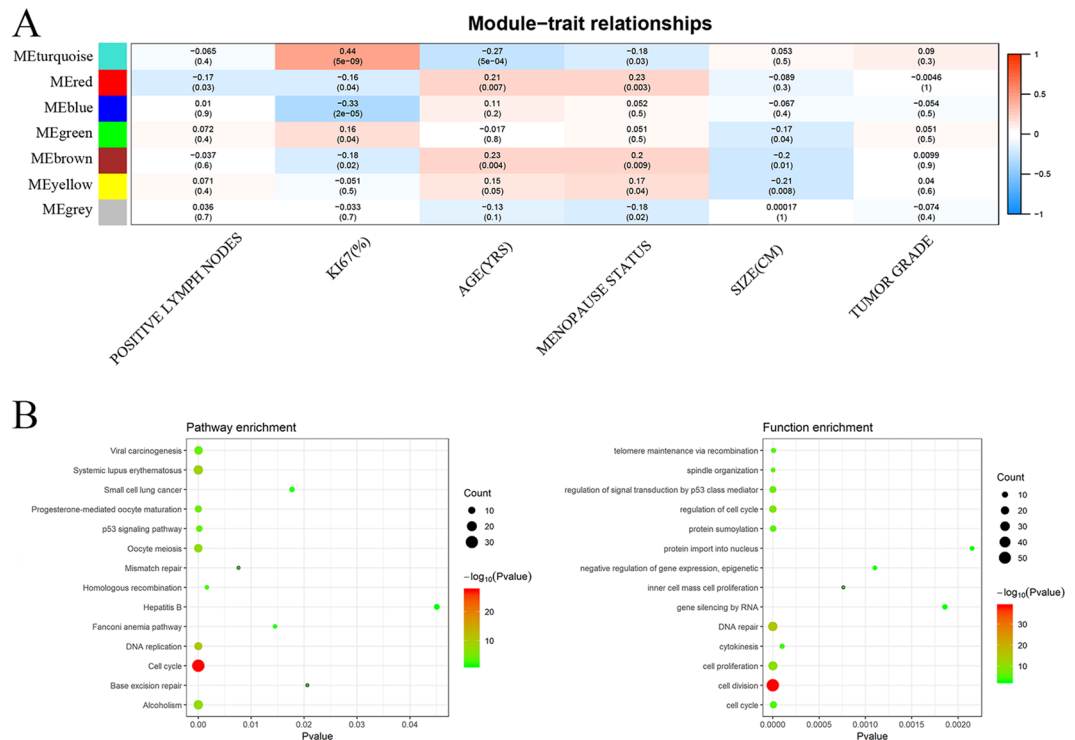 A
Module−trait relationships
MEturquoise
−0.065 0.44 −0.27 −0.18 0.053 0.09
(0.4) (5e−09) (5e−04) (0.03) (0.5) (0.3)
MEred
−0.17 −0.16 0.21 0.23 −0.089 −0.0046
(0.03) (0.04) (0.007) (0.003) (0.3) (1)
MEblue
0.01 −0.33 0.11 0.052 −0.067 −0.054
(0.9) (2e−05) (0.2) (0.5) (0.4) (0.5)
MEgreen
0.072 0.16 −0.017 0.051 −0.17 0.051
(0.4) (0.04) (0.8) (0.5) (0.04) (0.5)
MEbrown
−0.037 −0.18 0.23 0.2 −0.2 0.0099
(0.6) (0.02) (0.004) (0.009) (0.01) (0.9)
MEyellow
0.071 −0.051 0.15 0.17 −0.21 0.04
(0.4) (0.5) (0.05) (0.04) (0.008) (0.6)
MEgrey
0.036 −0.033 −0.13 −0.18 0.00017 −0.074
(0.7) (0.7) (0.1) (0.02) (1) (0.4)
1
0.5
0
−0.5
−1
POSITIVE LYMPH NODES
KI67(%)
AGE(YRS)
MENOPAUSE STATUS
SIZE(CM)
TUMOR GRADE
B
Pathway enrichment
Viral carcinogenesis
Systemic lupus erythematosus
Small cell lung cancer
Progesterone−mediated oocyte maturation
p53 signaling pathway
Oocyte meiosis
Mismatch repair
Homologous recombination
Hepatitis B
Fanconi anemia pathway
DNA replication
Cell cycle
Base excision repair
Alcoholism
0.00 0.01 0.02 0.03 0.04
Pvalue
Count
10
20
30
−log10(Pvalue)
20
10
Function enrichment
telomere maintenance via recombination
spindle organization
regulation of signal transduction by p53 class mediator
regulation of cell cycle
protein sumoylation
protein import into nucleus
negative regulation of gene expression, epigenetic
inner cell mass cell proliferation
gene silencing by RNA
DNA repair
cytokinesis
cell proliferation
cell division
cell cycle
0.0000 0.0005 0.0010 0.0015 0.0020
Pvalue
Count
10
20
30
40
50
−log10(Pvalue)
30
20
10